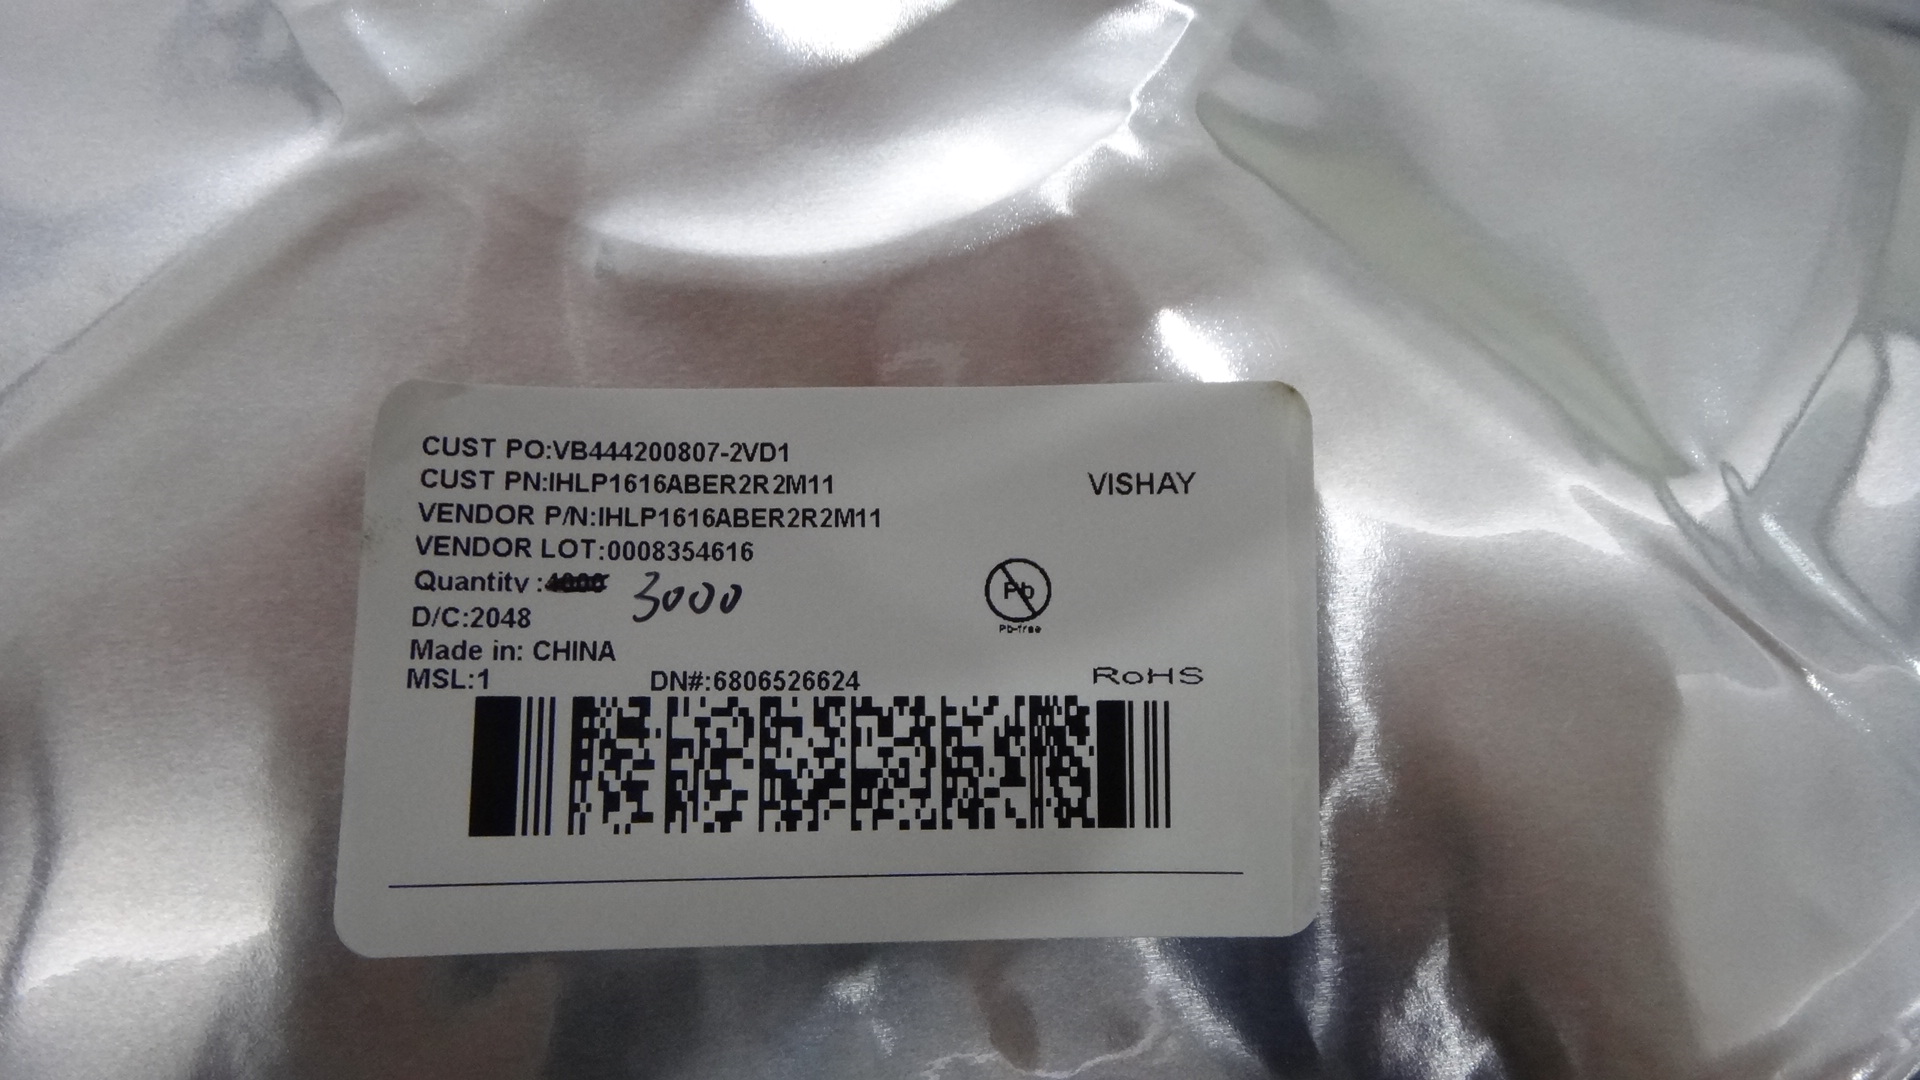 CUST PO:VB444200807-2VD1
CUST PN:IHLP1616ABER2R2M11
VISHAY
VENDOR P/N:IHLP1616ABER2R2M11
VENDOR LOT:0008354616
Quantity :4000 3000
D/C:2048
Pb
Pb-free
Made in: CHINA
MSL:1
DN#:6806526624
RoHS